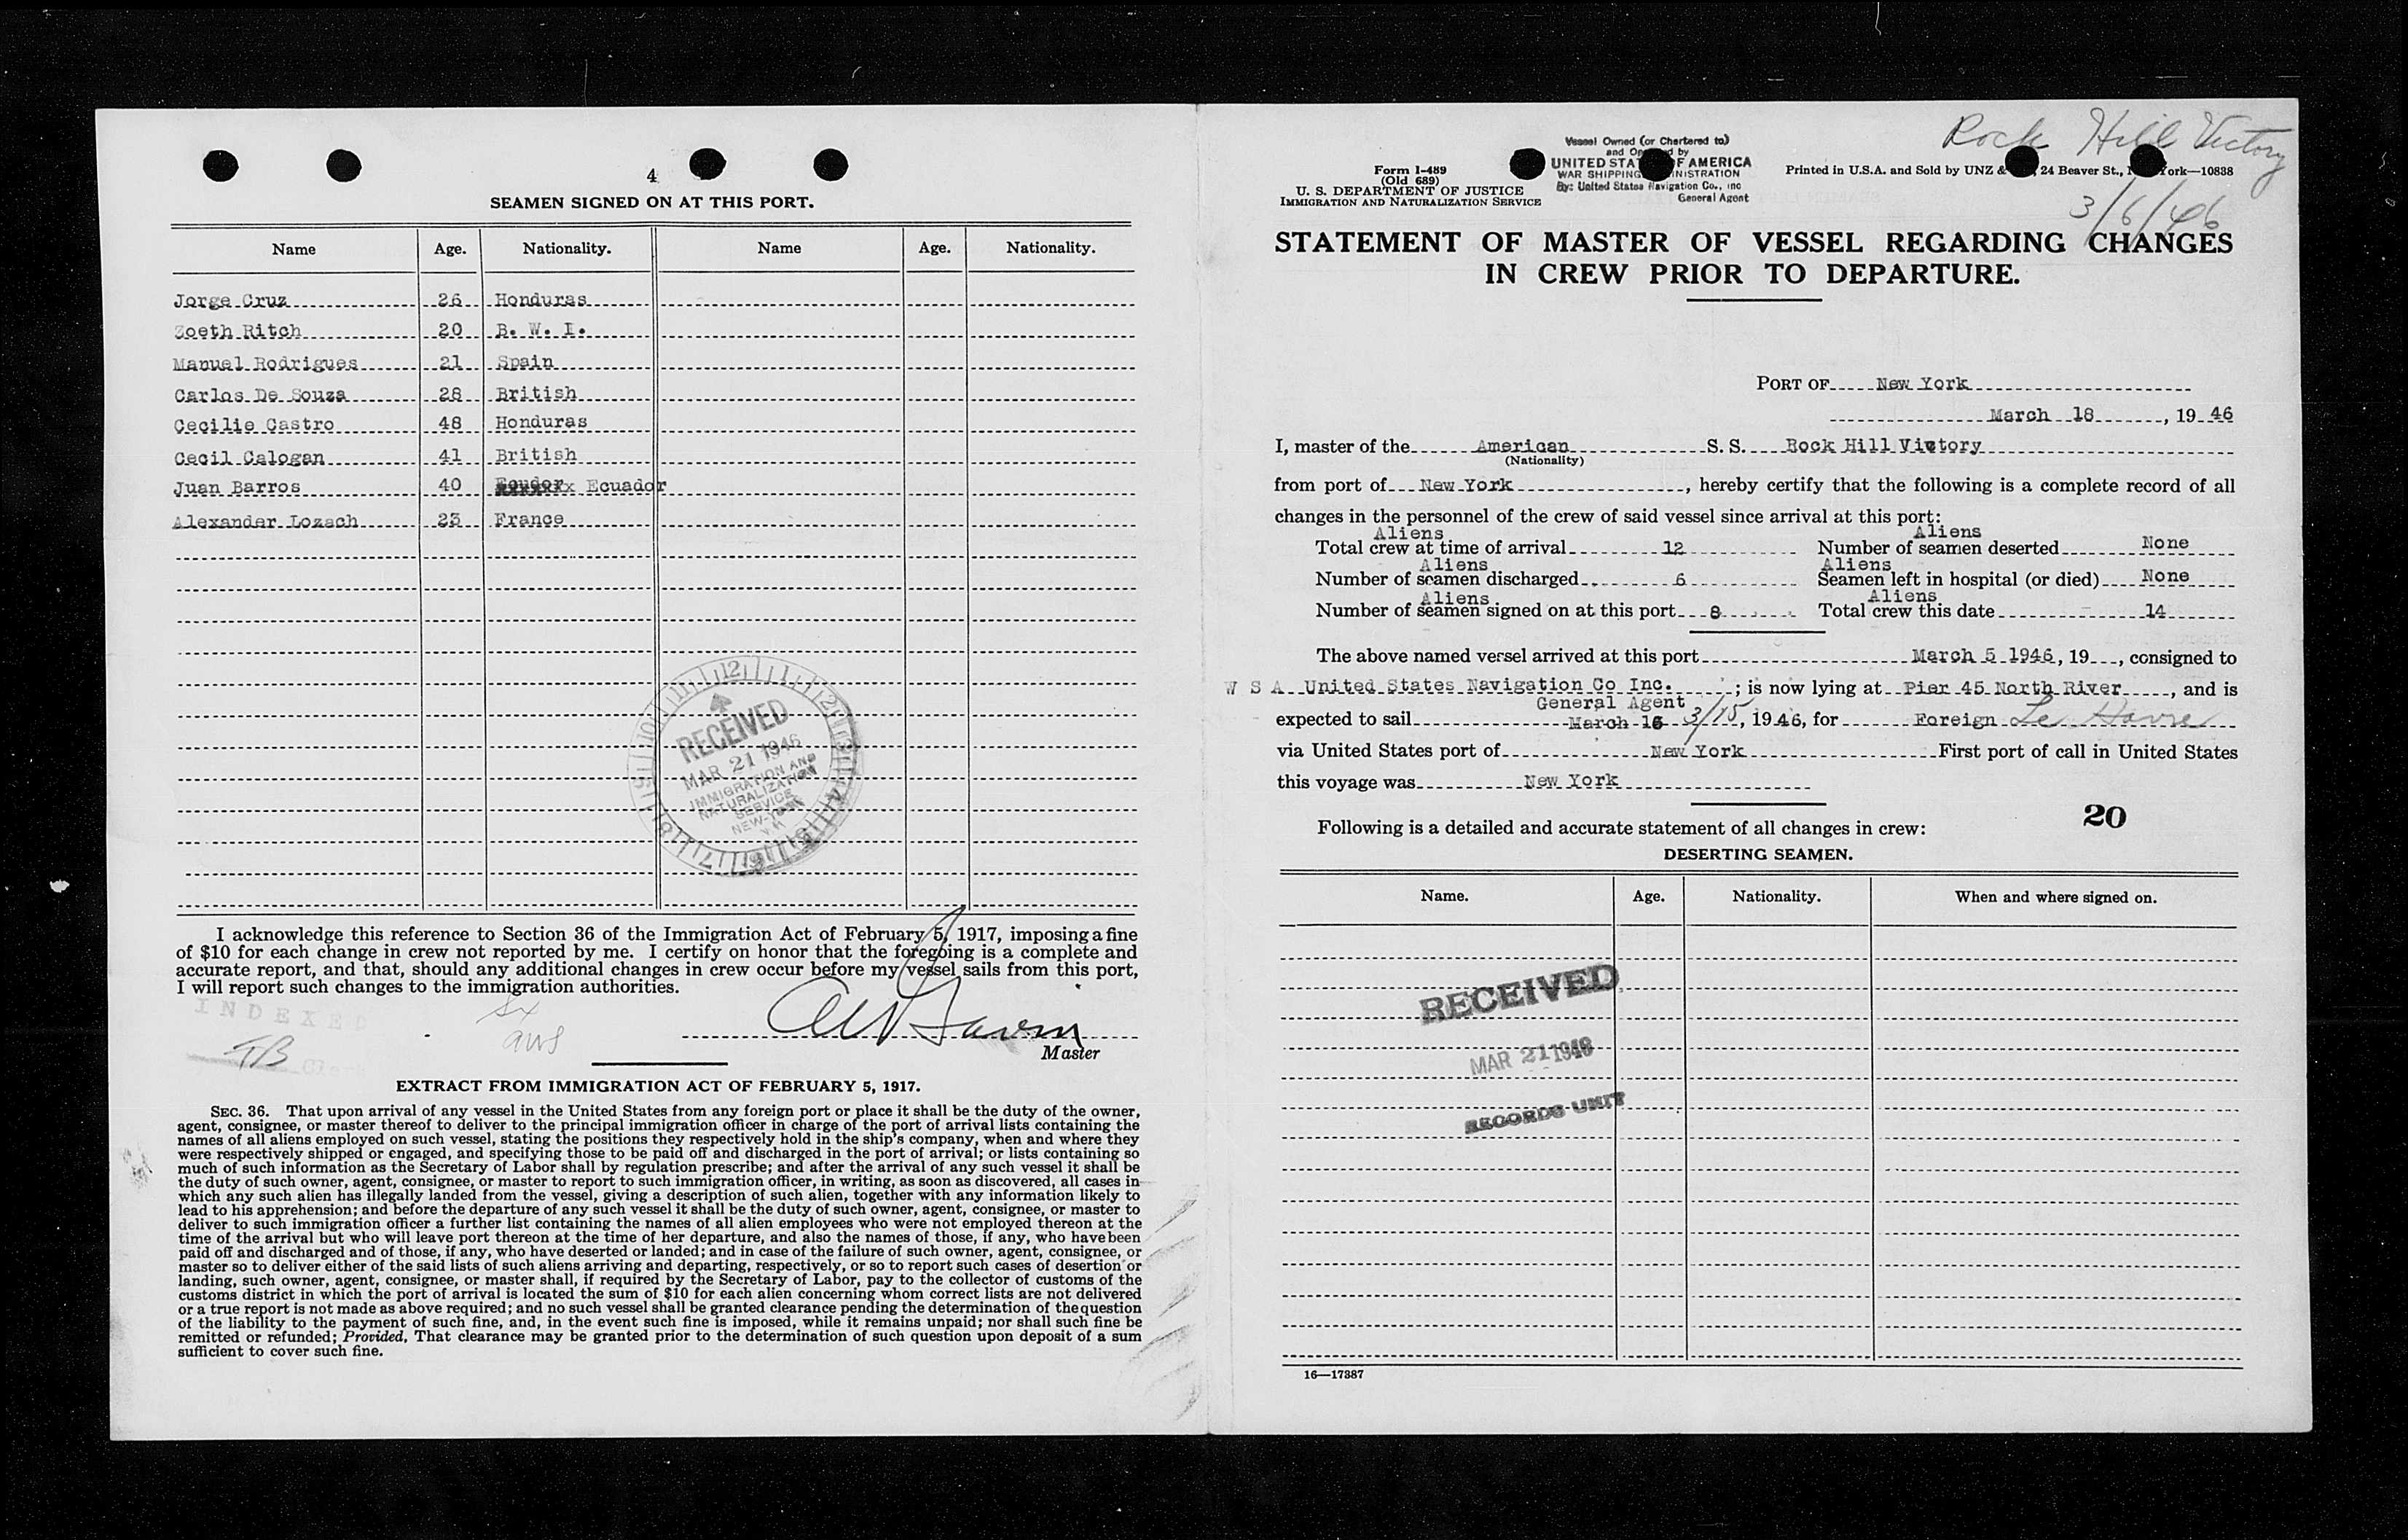 4
SEAMEN SIGNED ON AT THIS PORT.
Name Age. Nationality. Name Age. Nationality.
Jorge Cruz 26 Honduras
Zoeth Ritch 20 B. W. I.
Manuel Rodrigues 21 Spain
Carlos De Souza 28 British
Cecilie Castro 48 Honduras
Cecil Calogan 41 British
Juan Barros 40 Ecuador
Alexander Lozach 23 France
RECEIVED
MAR 21 1946
IMMIGRATION AND
NATURALIZATION
SERVICE
NEW-YORK
I acknowledge this reference to Section 36 of the Immigration Act of February 5, 1917, imposing a fine
of $10 for each change in crew not reported by me. I certify on honor that the foregoing is a complete and
accurate report, and that, should any additional changes in crew occur before my vessel sails from this port,
I will report such changes to the immigration authorities.
INDEXED
Master
EXTRACT FROM IMMIGRATION ACT OF FEBRUARY 5, 1917.
SEC. 36. That upon arrival of any vessel in the United States from any foreign port or place it shall be the duty of the owner,
agent, consignee, or master thereof to deliver to the principal immigration officer in charge of the port of arrival lists containing the
names of all aliens employed on such vessel, stating the positions they respectively hold in the ship's company, when and where they
were respectively shipped or engaged, and specifying those to be paid off and discharged in the port of arrival; or lists containing so
much of such information as the Secretary of Labor shall by regulation prescribe; and after the arrival of any such vessel it shall be
the duty of such owner, agent, consignee, or master to report to such immigration officer, in writing, as soon as discovered, all cases in
which any such alien has illegally landed from the vessel, giving a description of such alien, together with any information likely to
lead to his apprehension; and before the departure of any such vessel it shall be the duty of such owner, agent, consignee, or master to
deliver to such immigration officer a further list containing the names of all alien employees who were not employed thereon at the
time of the arrival but who will leave port thereon at the time of her departure, and also the names of those, if any, who have been
paid off and discharged and of those, if any, who have deserted or landed; and in case of the failure of such owner, agent, consignee, or
master so to deliver either of the said lists of such aliens arriving and departing, respectively, or so to report such cases of desertion or
landing, such owner, agent, consignee, or master shall, if required by the Secretary of Labor, pay to the collector of customs of the
customs district in which the port of arrival is located the sum of $10 for each alien concerning whom correct lists are not delivered
or a true report is not made as above required; and no such vessel shall be granted clearance pending the determination of the question
of the liability to the payment of such fine, and, in the event such fine is imposed, while it remains unpaid; nor shall such fine be
remitted or refunded; Provided, That clearance may be granted prior to the determination of such question upon deposit of a sum
sufficient to cover such fine.
Rock Hill Victory
3/6/46
Form I-489
(Old 689)
U. S. DEPARTMENT OF JUSTICE
IMMIGRATION AND NATURALIZATION SERVICE
Vessel Owned (or Chartered to)
and by
UNITED OF AMERICA
WAR SHIPPING
By: United States Navigation Co., inc
General Agent
Printed in U.S.A. and Sold by UNZ & 24 Beaver St., —10838
STATEMENT OF MASTER OF VESSEL REGARDING CHANGES
IN CREW PRIOR TO DEPARTURE.
PORT OF New York
March 18, 1946
I, master of the American S. S. Rock Hill Victory
(Nationality)
from port of New York, hereby certify that the following is a complete record of all
changes in the personnel of the crew of said vessel since arrival at this port:
Aliens Aliens
Total crew at time of arrival 12 Number of seamen deserted None
Aliens Aliens
Number of seamen discharged 6 Seamen left in hospital (or died) None
Aliens Aliens
Number of seamen signed on at this port 8 Total crew this date 14
The above named vessel arrived at this port March 5 1946, 19, consigned to
W S A United States Navigation Co Inc.; is now lying at Pier 45 North River, and is
General Agent
expected to sail March 16 3/15, 1946, for Foreign Le Havre
via United States port of New York First port of call in United States
this voyage was New York
20
Following is a detailed and accurate statement of all changes in crew:
DESERTING SEAMEN.
Name. Age. Nationality. When and where signed on.
RECEIVED
MAR 21 1946
RECORDS UNIT
16—17387